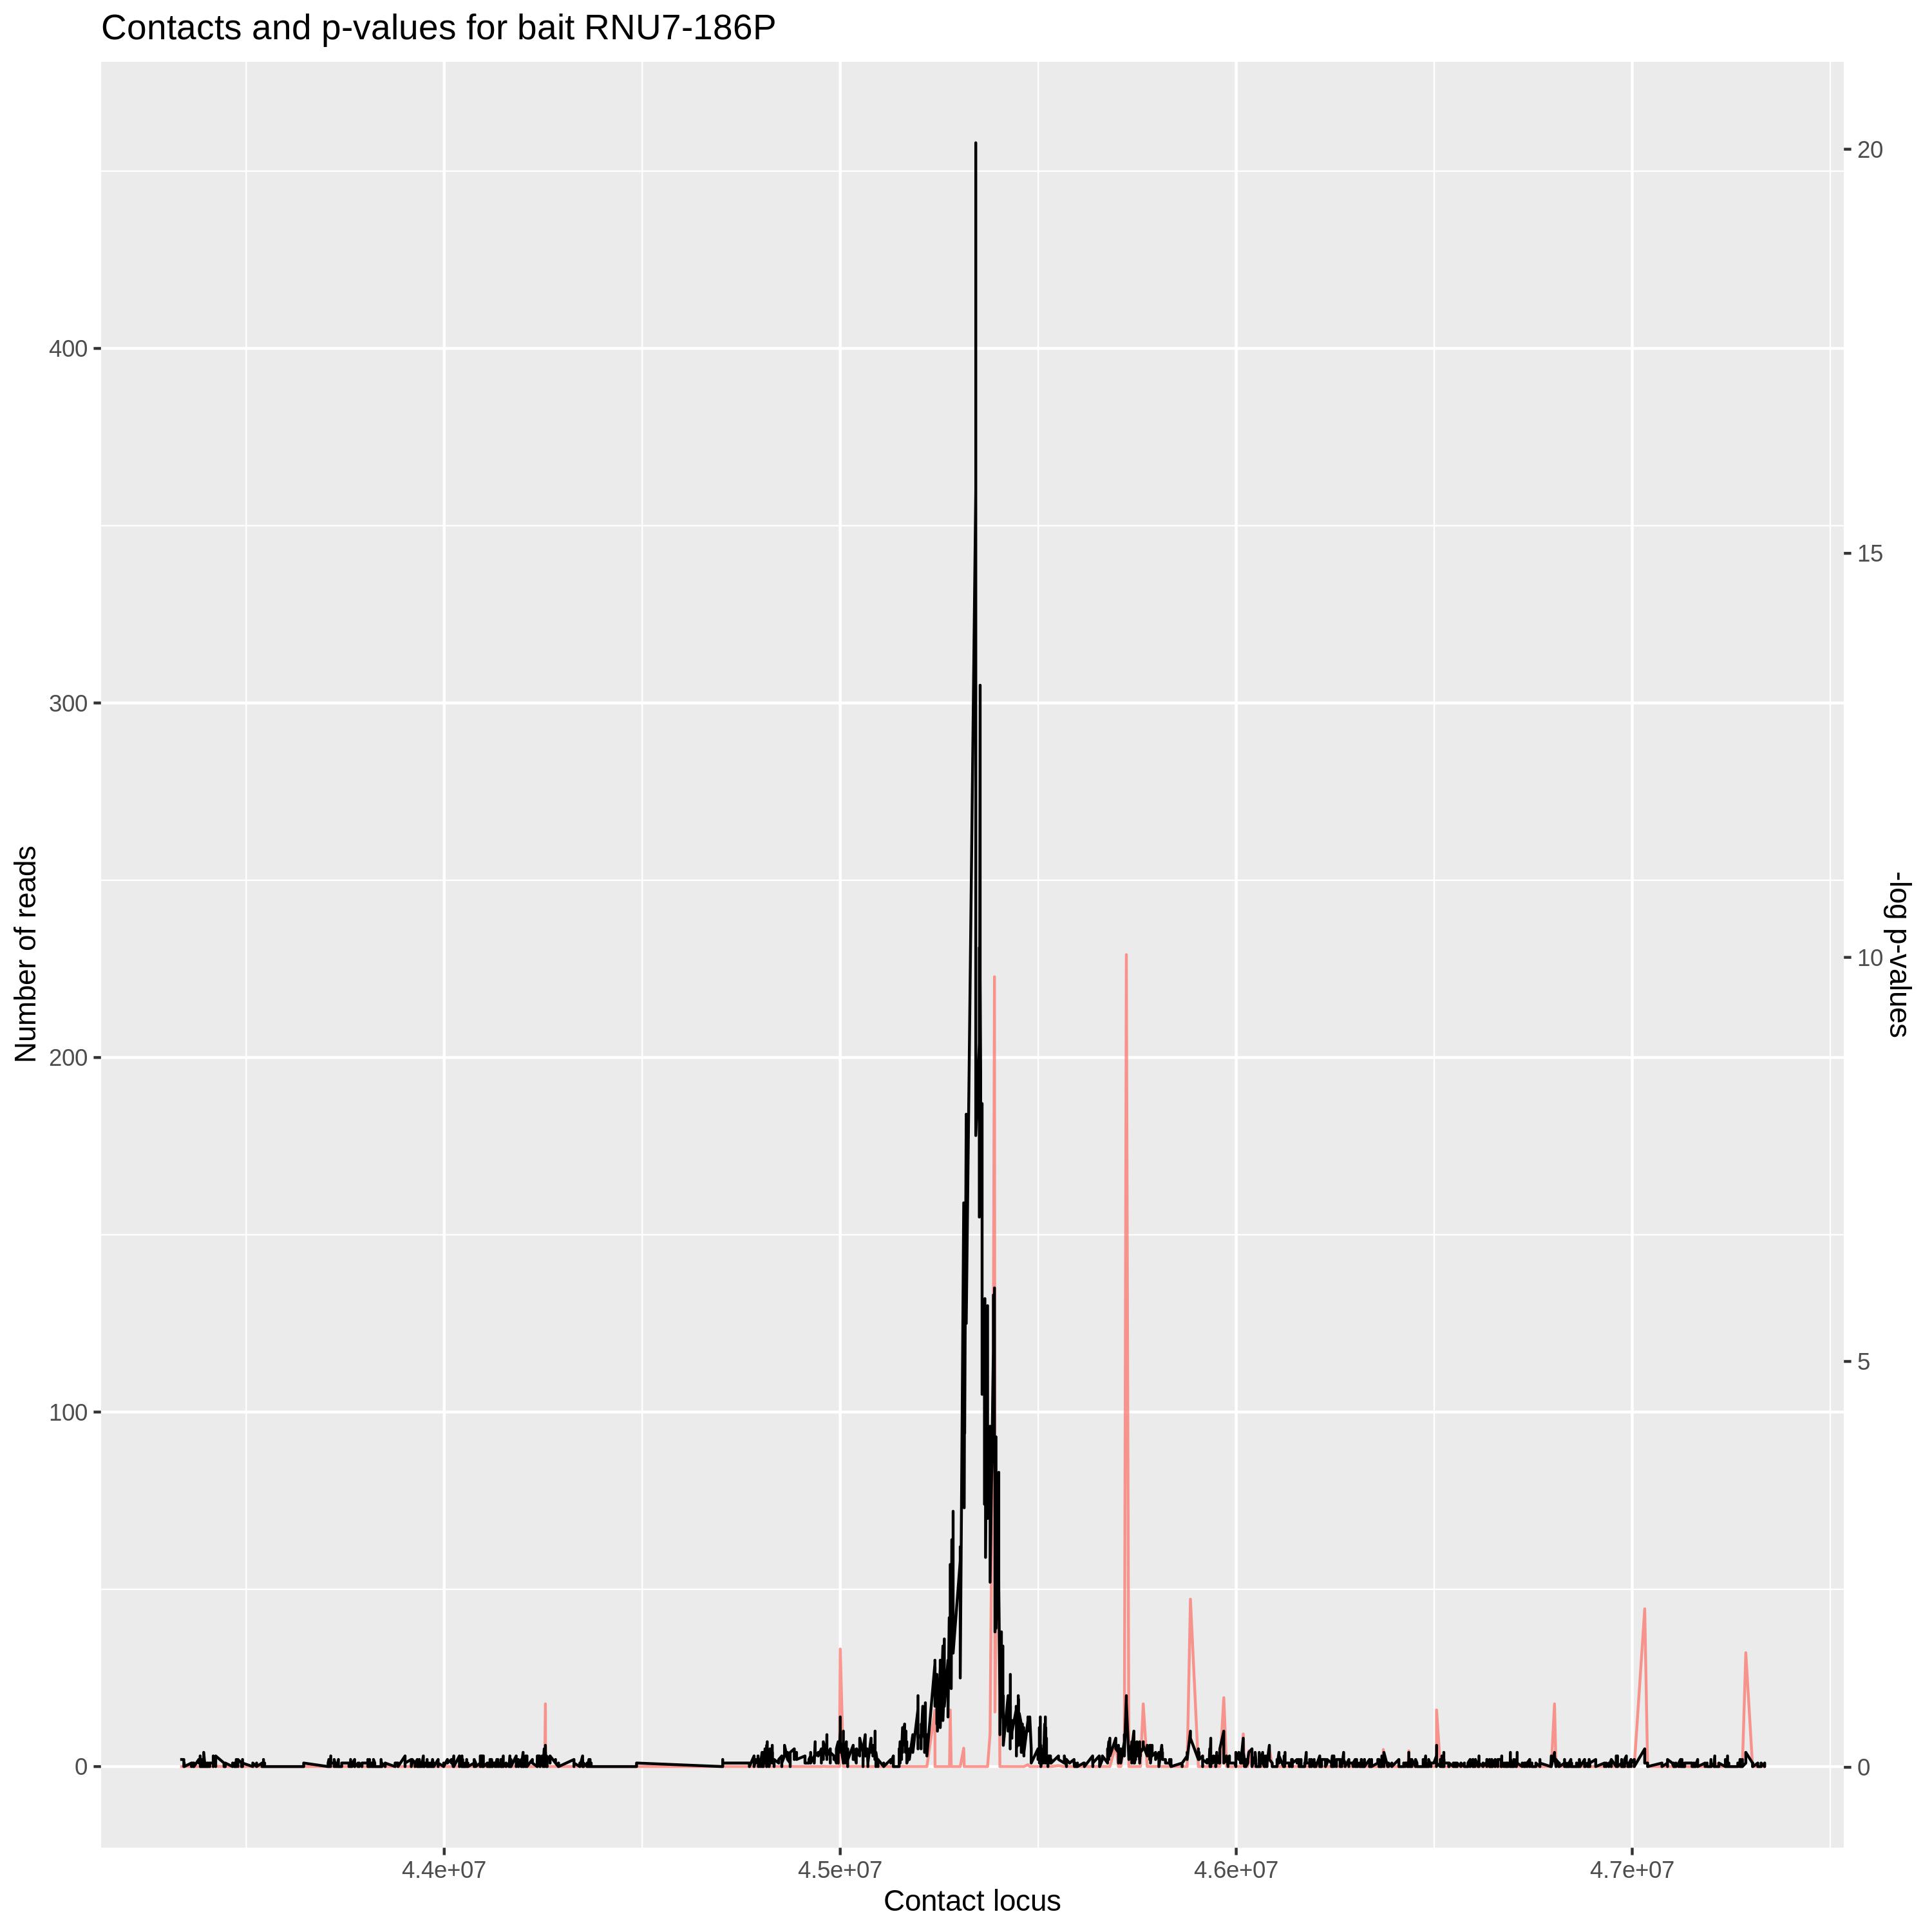 Contacts and p-values for bait RNU7-186P
Number of reads
400
300
200
100
0
20
15
10
5
0
-log p-values
4.4e+07
4.5e+07
4.6e+07
4.7e+07
Contact locus